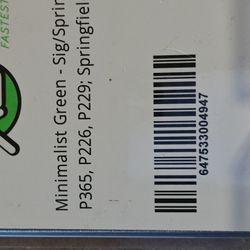 FASTEST
Minimalist Green - Sig/Sprin
P365, P226, P229; Springfiel
647533004947